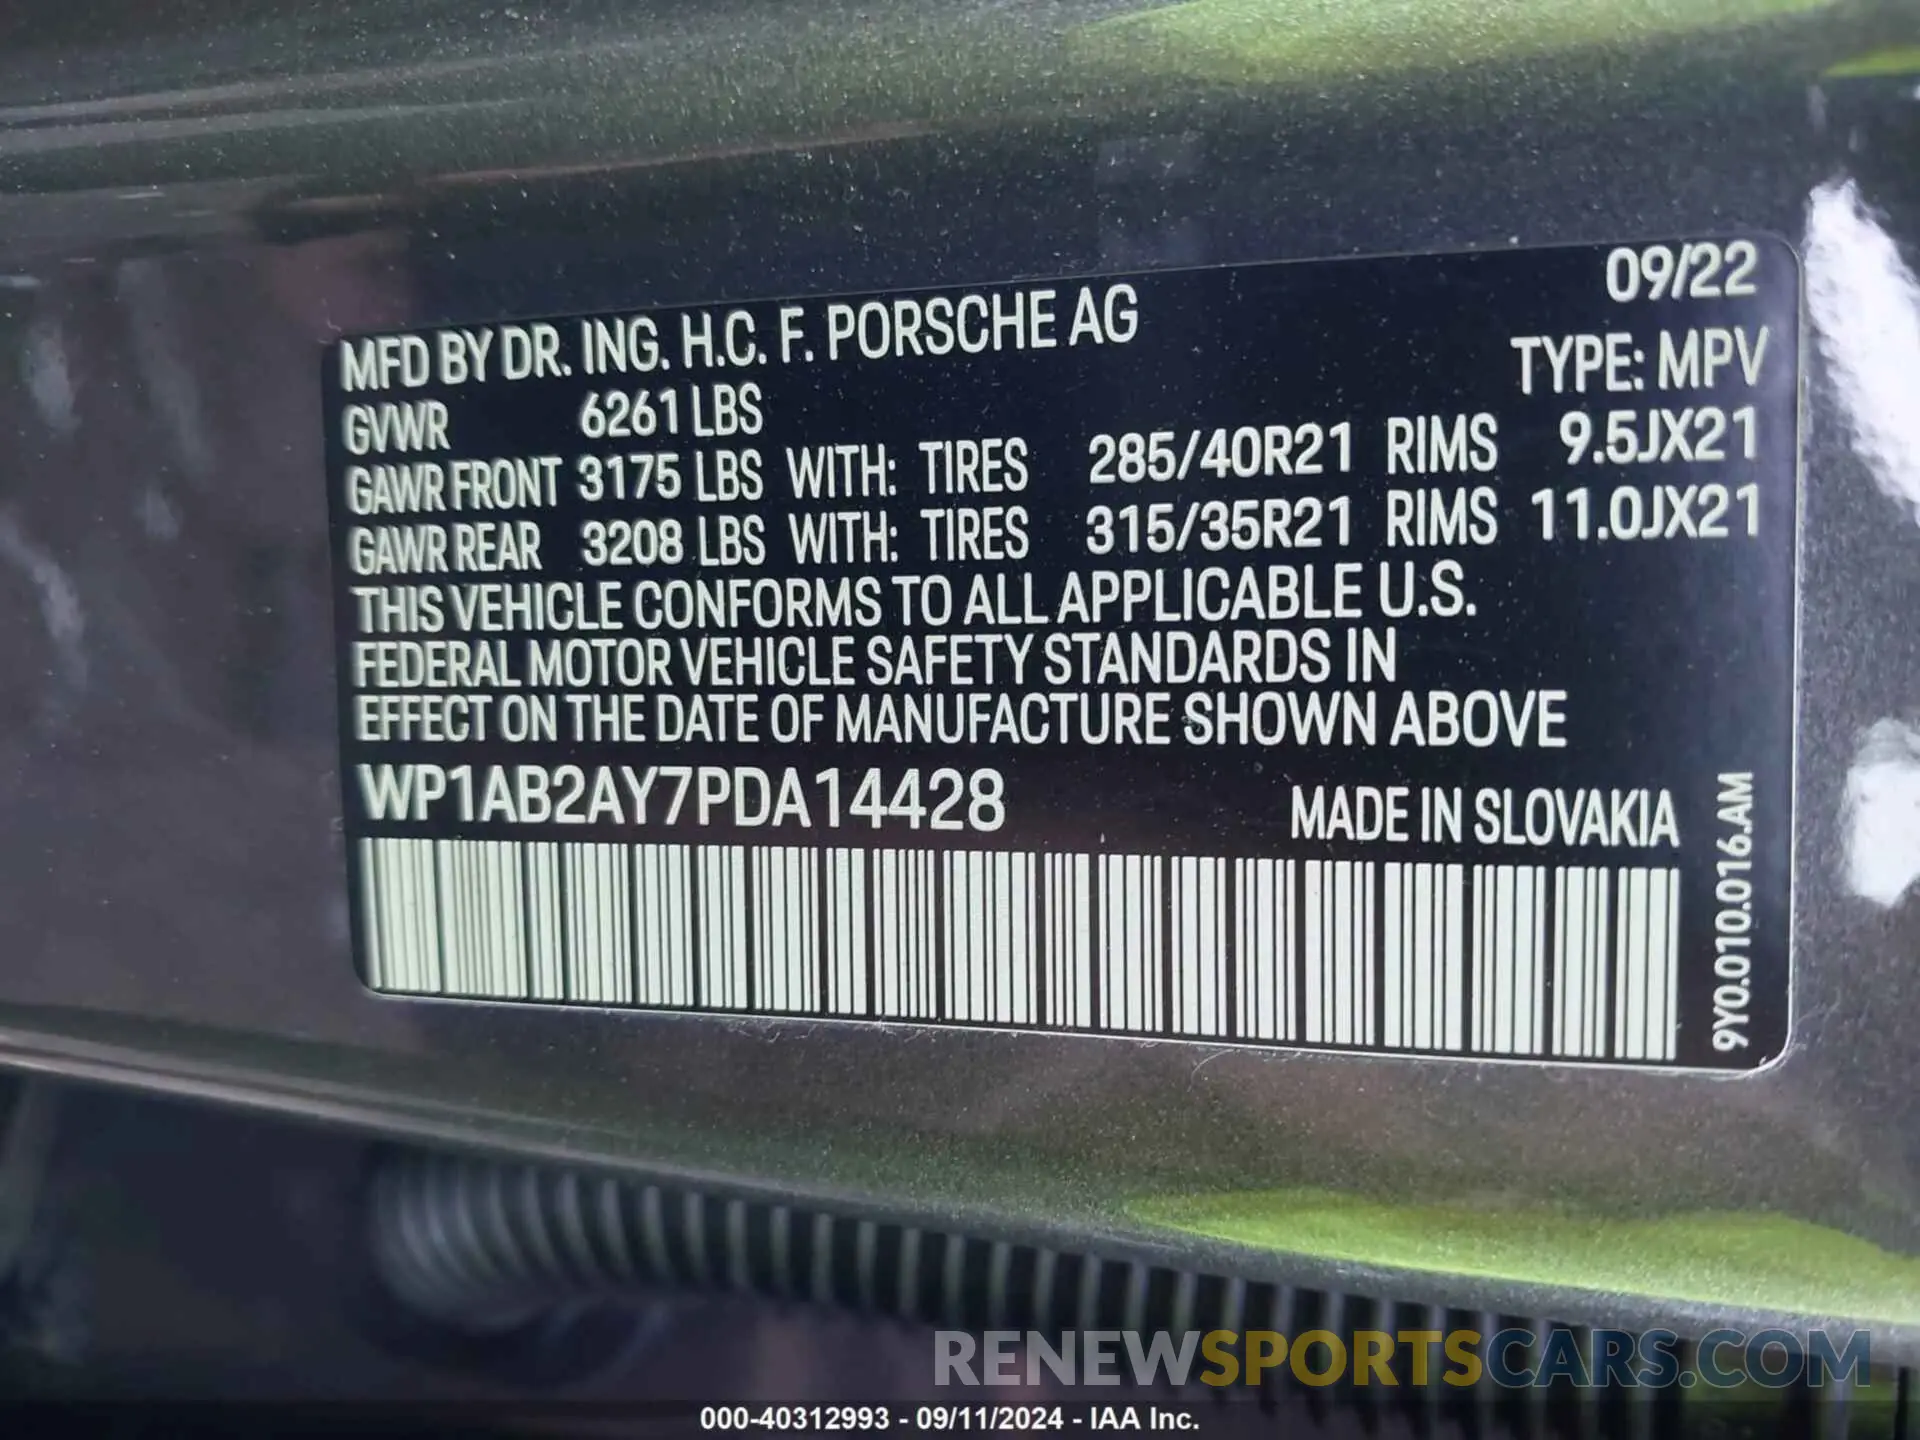 09/22
MFD BY DR. ING. H.C. F. PORSCHE AG
TYPE: MPV
GVWR 6261 LBS
GAWR FRONT 3175 LBS WITH: TIRES 285/40R21 RIMS 9.5JX21
GAWR REAR 3208 LBS WITH: TIRES 315/35R21 RIMS 11.0JX21
THIS VEHICLE CONFORMS TO ALL APPLICABLE U.S.
FEDERAL MOTOR VEHICLE SAFETY STANDARDS IN
EFFECT ON THE DATE OF MANUFACTURE SHOWN ABOVE
WP1AB2AY7PDA14428
MADE IN SLOVAKIA
9Y0.010.016.AM
RENEWSPORTSCARS.COM
000-40312993 - 09/11/2024 - IAA Inc.